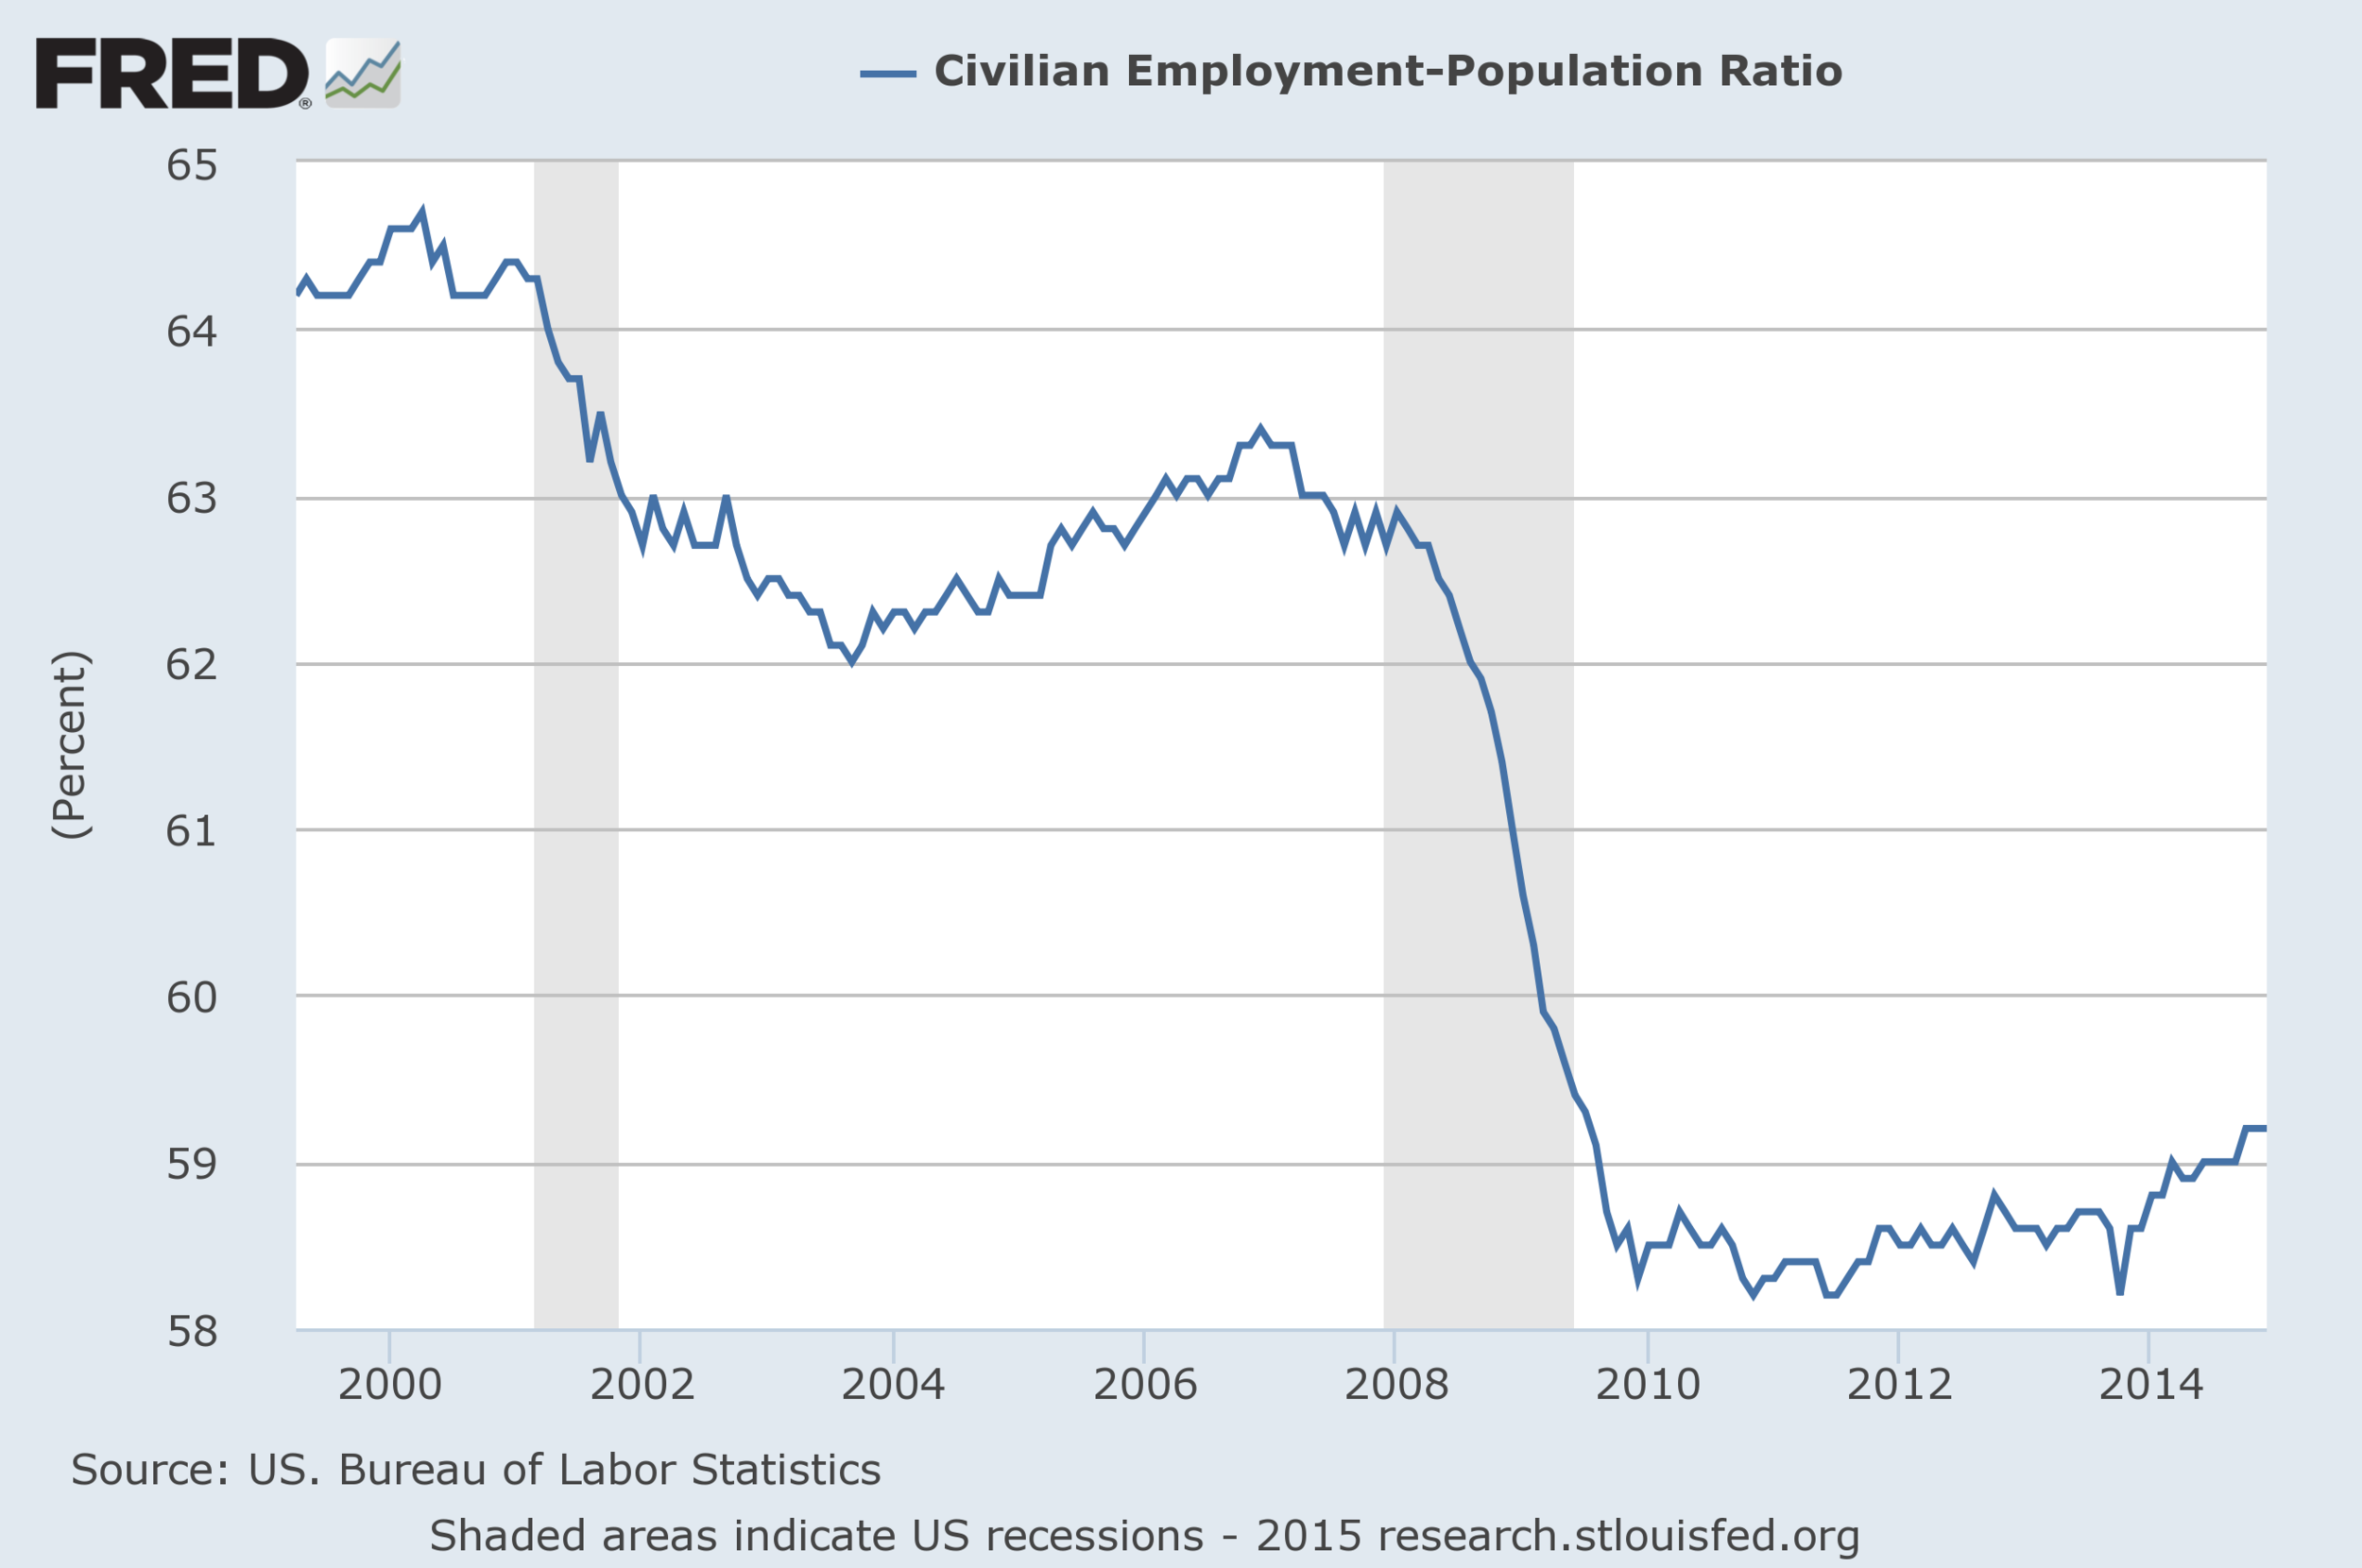 FRED®
Civilian Employment-Population Ratio
65
64
63
62
61
60
59
58
(Percent)
2000 2002 2004 2006 2008 2010 2012 2014
Source: US. Bureau of Labor Statistics
Shaded areas indicate US recessions - 2015 research.stlouisfed.org